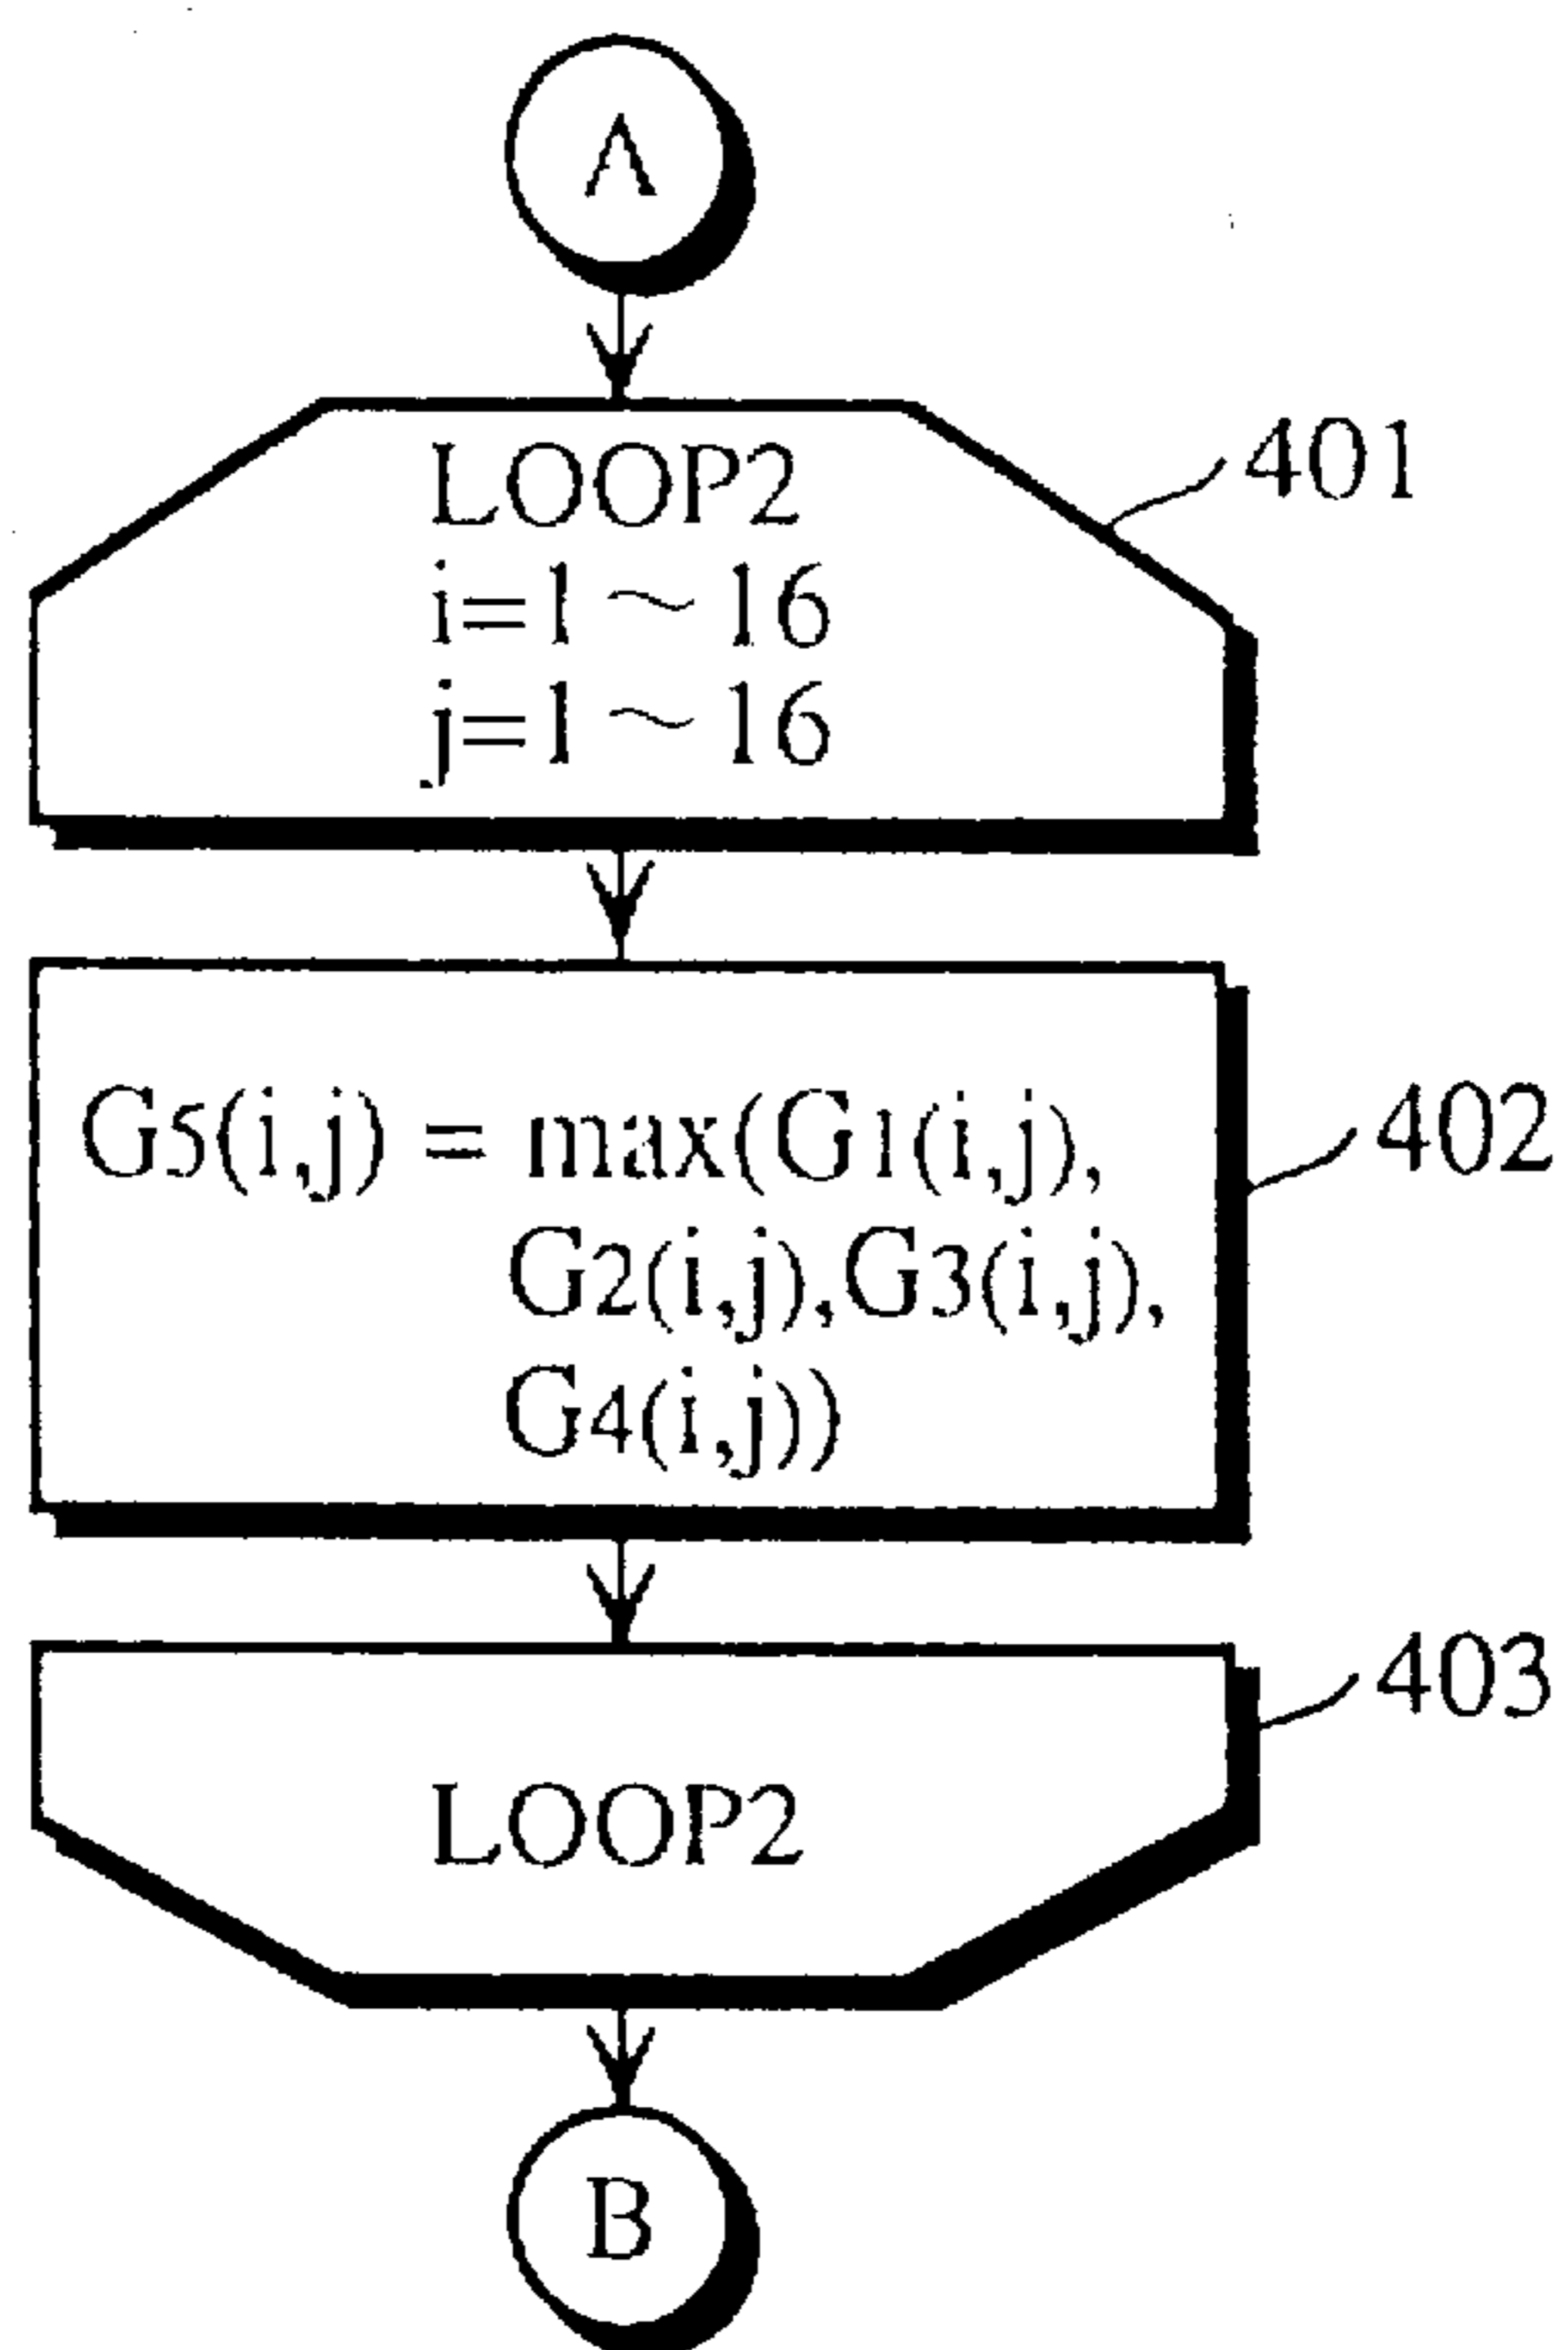 A
LOOP2
401
i=1～16
j=1～16
G5(i,j) = max(G1(i,j),
402
G2(i,j),G3(i,j),
G4(i,j))
403
LOOP2
B